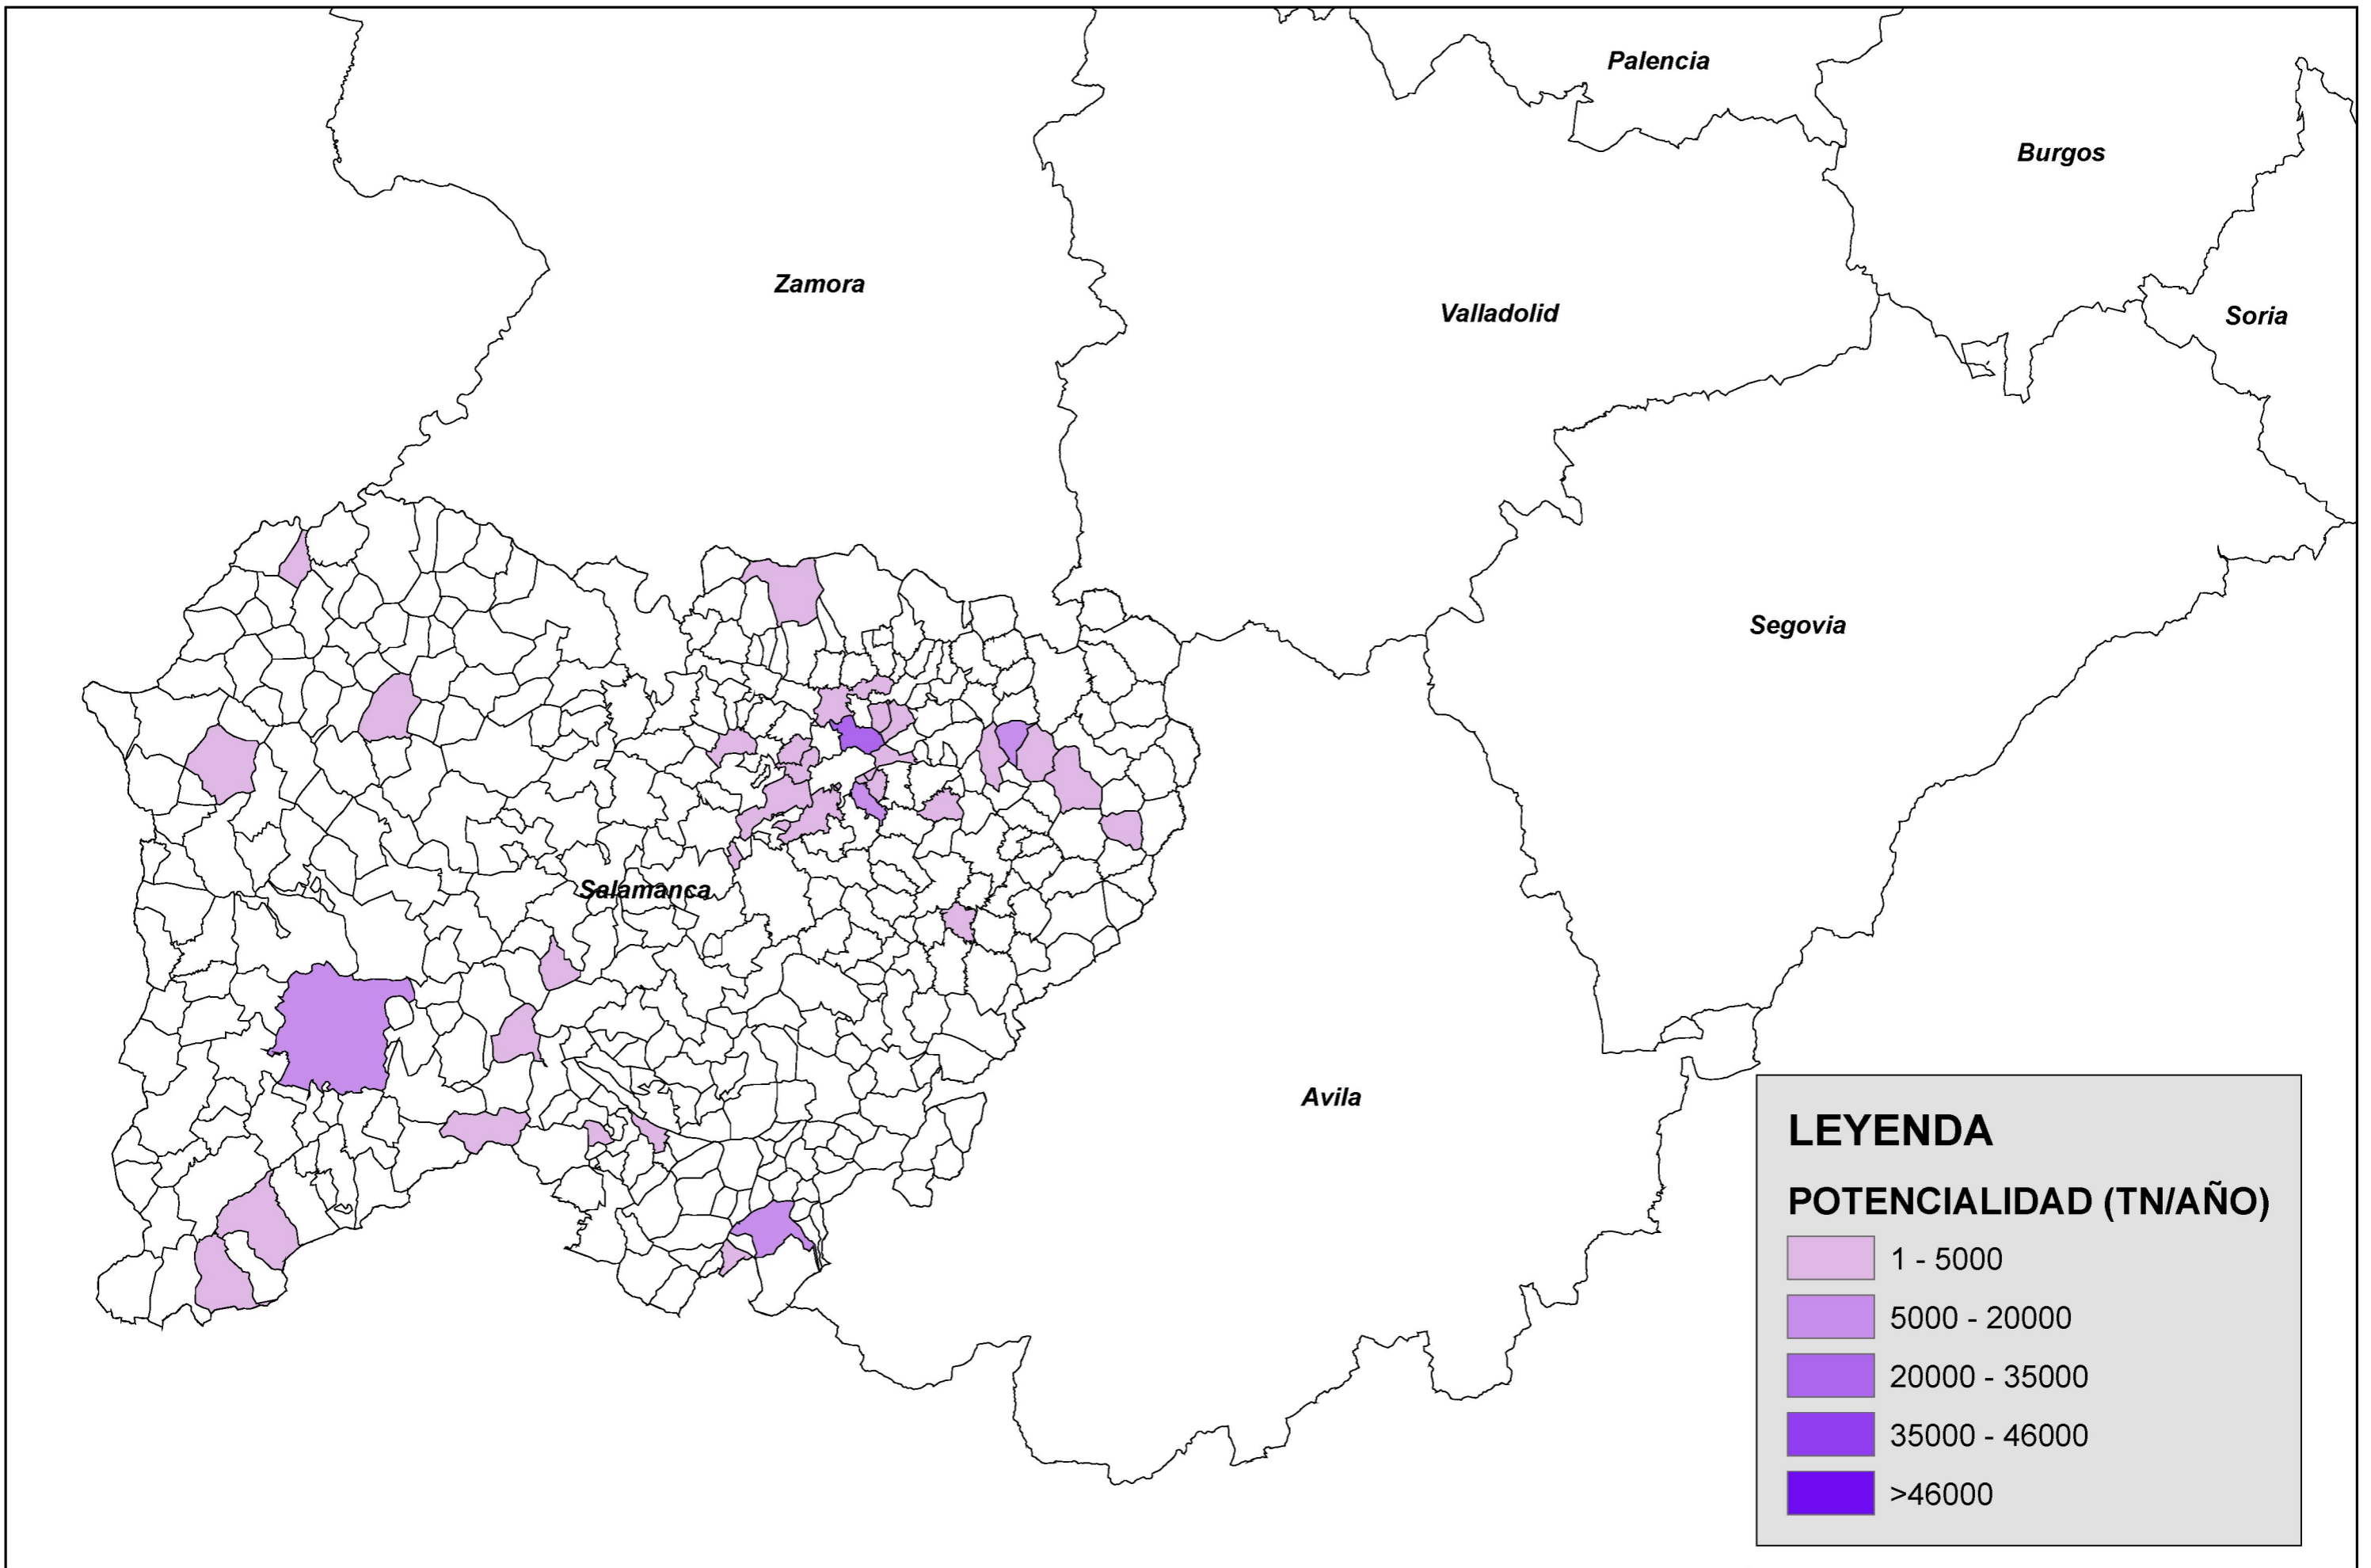 Palencia
Burgos
Zamora
Valladolid
Soria
Segovia
Salamanca
Avila
LEYENDA
POTENCIALIDAD (TN/AÑO)
1 - 5000
5000 - 20000
20000 - 35000
35000 - 46000
>46000